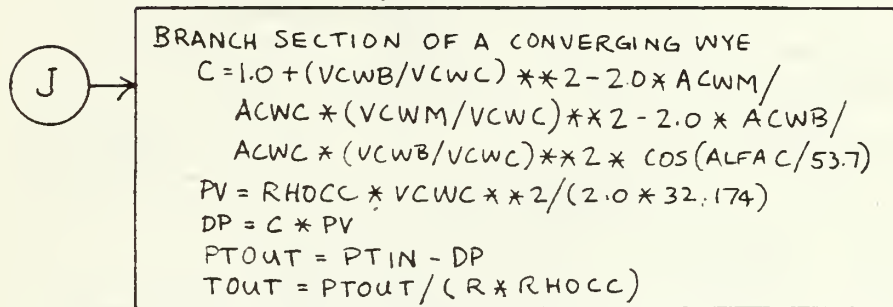 J
BRANCH SECTION OF A CONVERGING WYE
C=1.0+(VCWB/VCWC)**2-2.0*ACWM/
ACWC*(VCWM/VCWC)**2-2.0*ACWB/
ACWC*(VCWB/VCWC)**2*COS(ALFAC/53.7)
PV=RHOCC*VCWC**2/(2.0*32.174)
DP=C*PV
PTOUT=PTIN-DP
TOUT=PTOUT/(R*RHOCC)